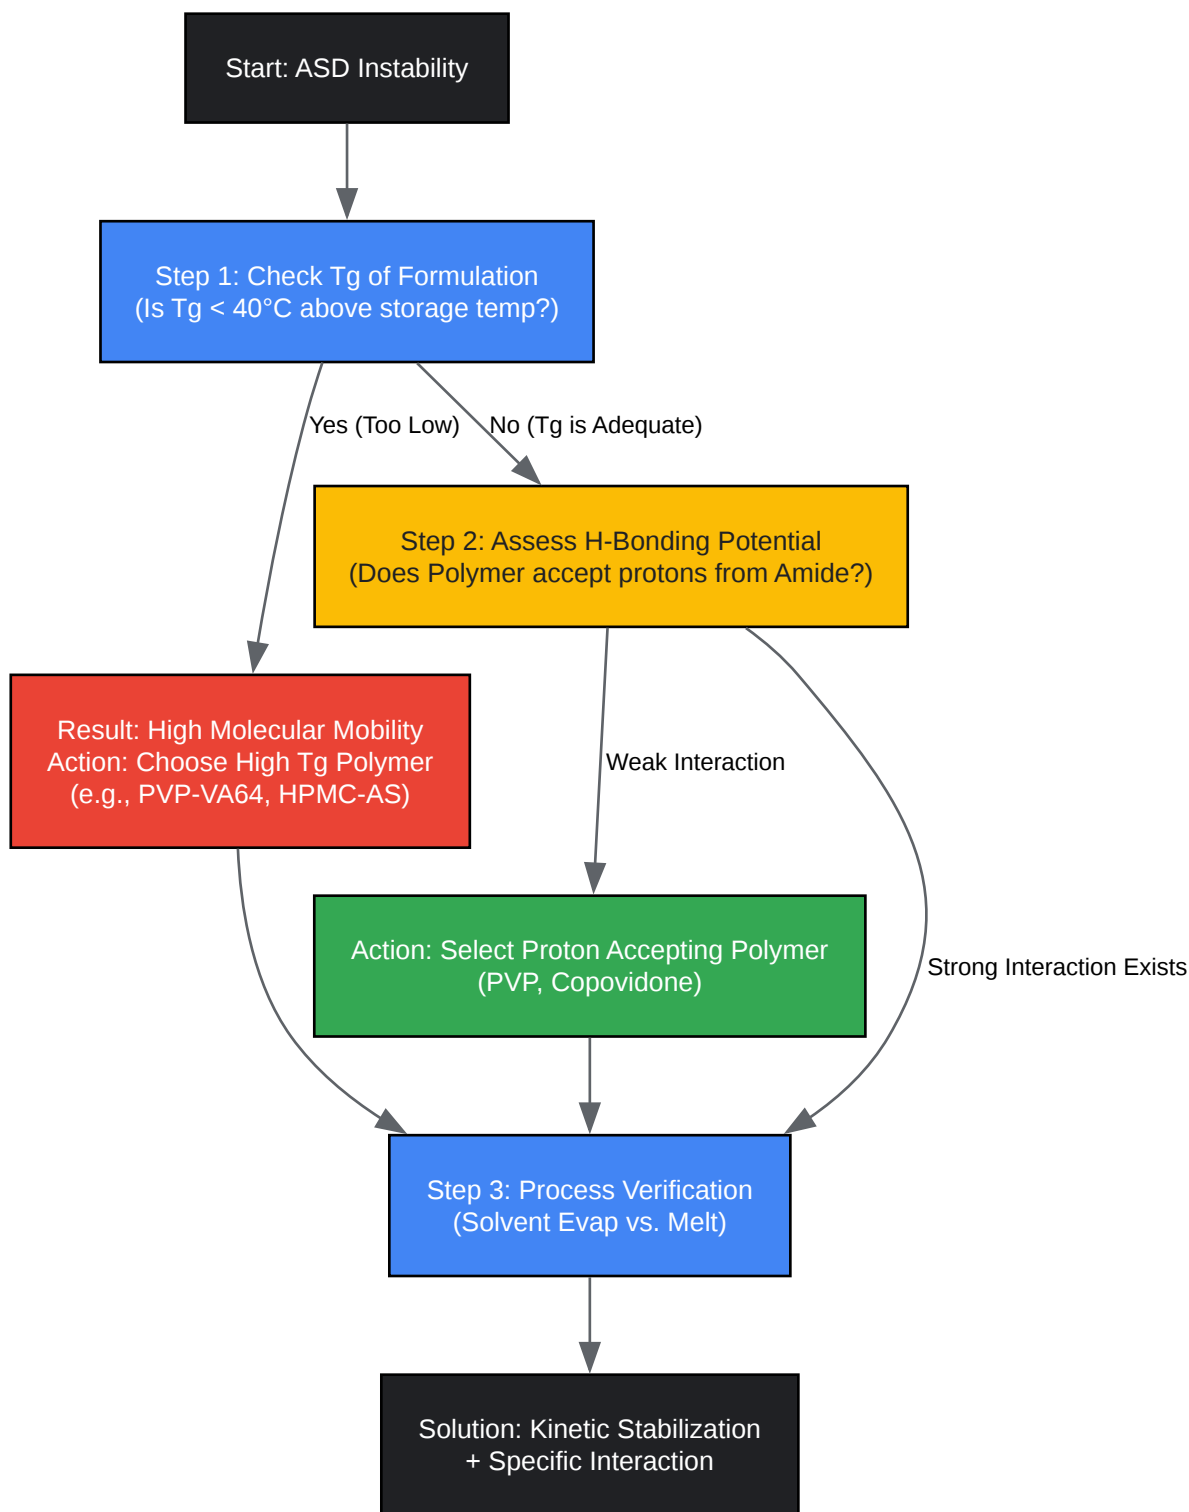 Start: ASD Instability
Step 1: Check Tg of Formulation
(Is Tg < 40°C above storage temp?)
Yes (Too Low)
No (Tg is Adequate)
Step 2: Assess H-Bonding Potential
(Does Polymer accept protons from Amide?)
Result: High Molecular Mobility
Action: Choose High Tg Polymer
(e.g., PVP-VA64, HPMC-AS)
Weak Interaction
Action: Select Proton Accepting Polymer
(PVP, Copovidone)
Strong Interaction Exists
Step 3: Process Verification
(Solvent Evap vs. Melt)
Solution: Kinetic Stabilization
+ Specific Interaction